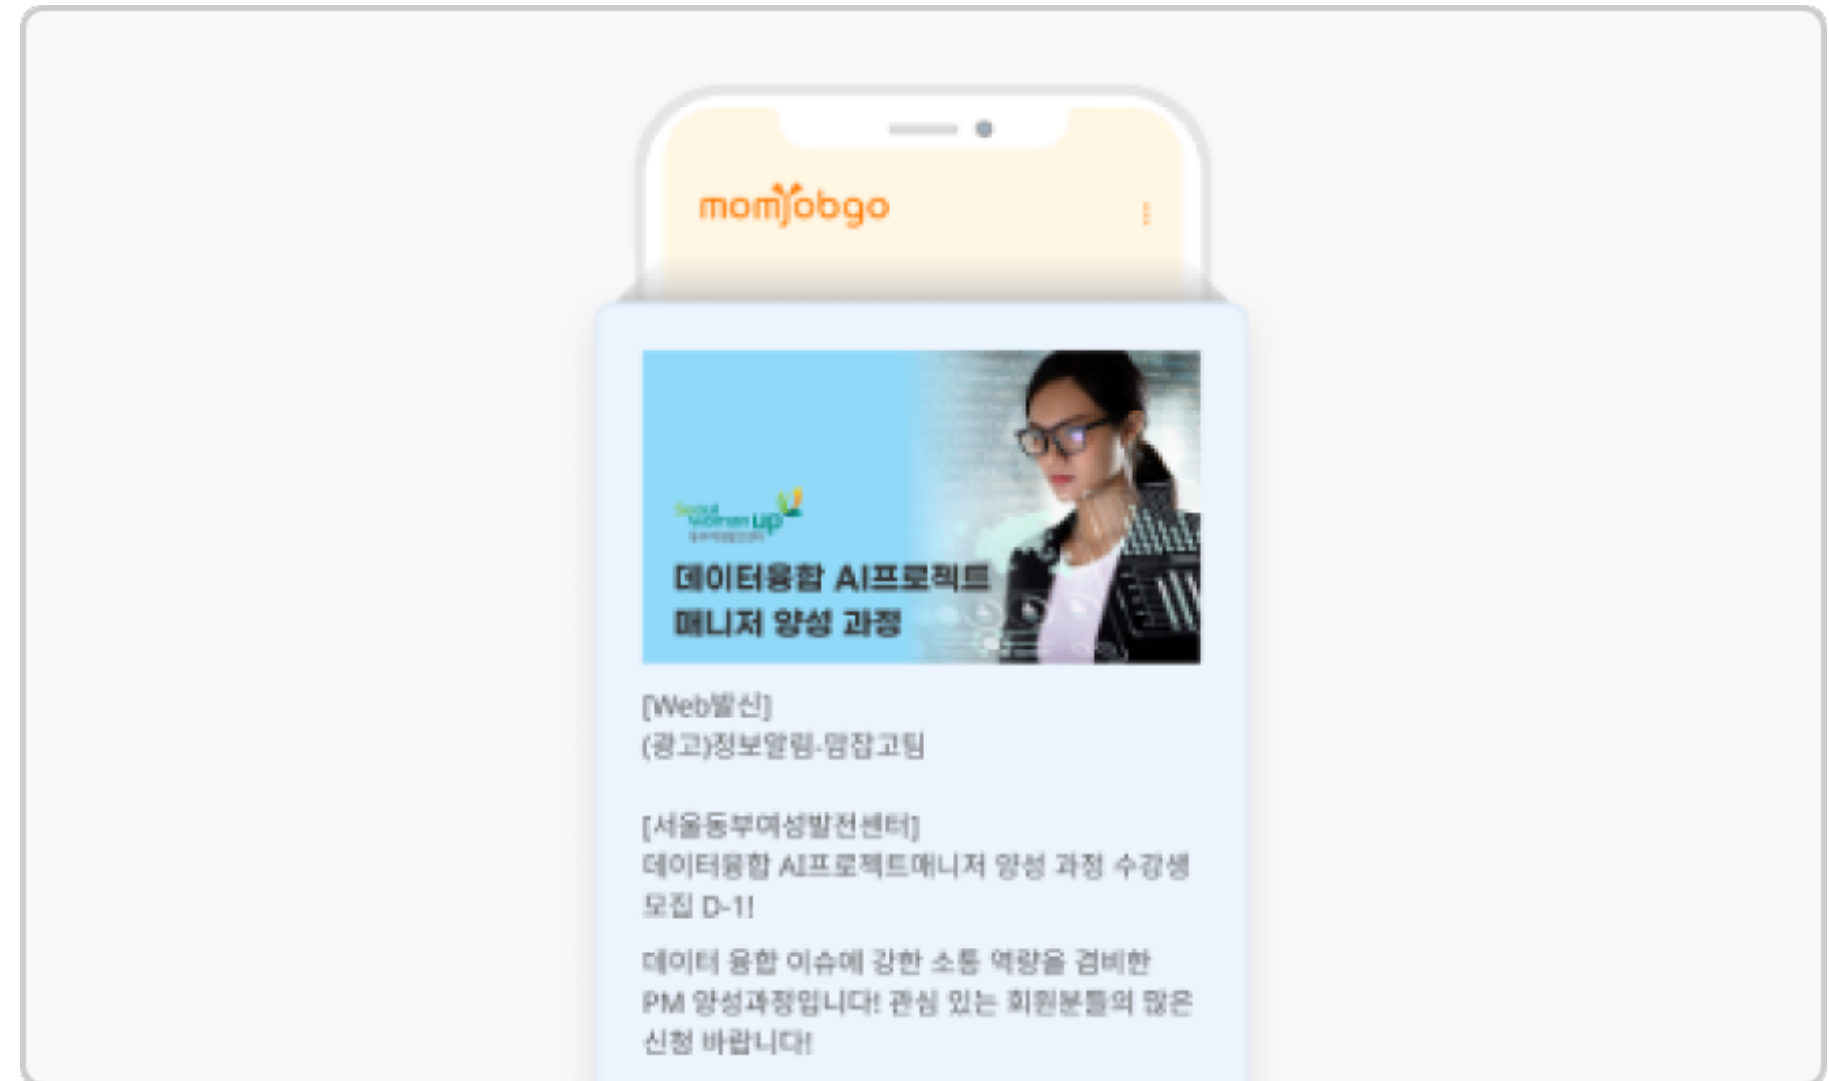 momjobgo
Seoul
woman up
데이터융합 AI프로젝트
매니저 양성 과정
[Web발신]
(광고)정보알림-맘잡고팀
[서울동부여성발전센터]
데이터융합 AI프로젝트매니저 양성 과정 수강생
모집 D-1!
데이터 융합 이슈에 강한 소통 역량을 겸비한
PM 양성과정입니다! 관심 있는 회원분들의 많은
신청 바랍니다!